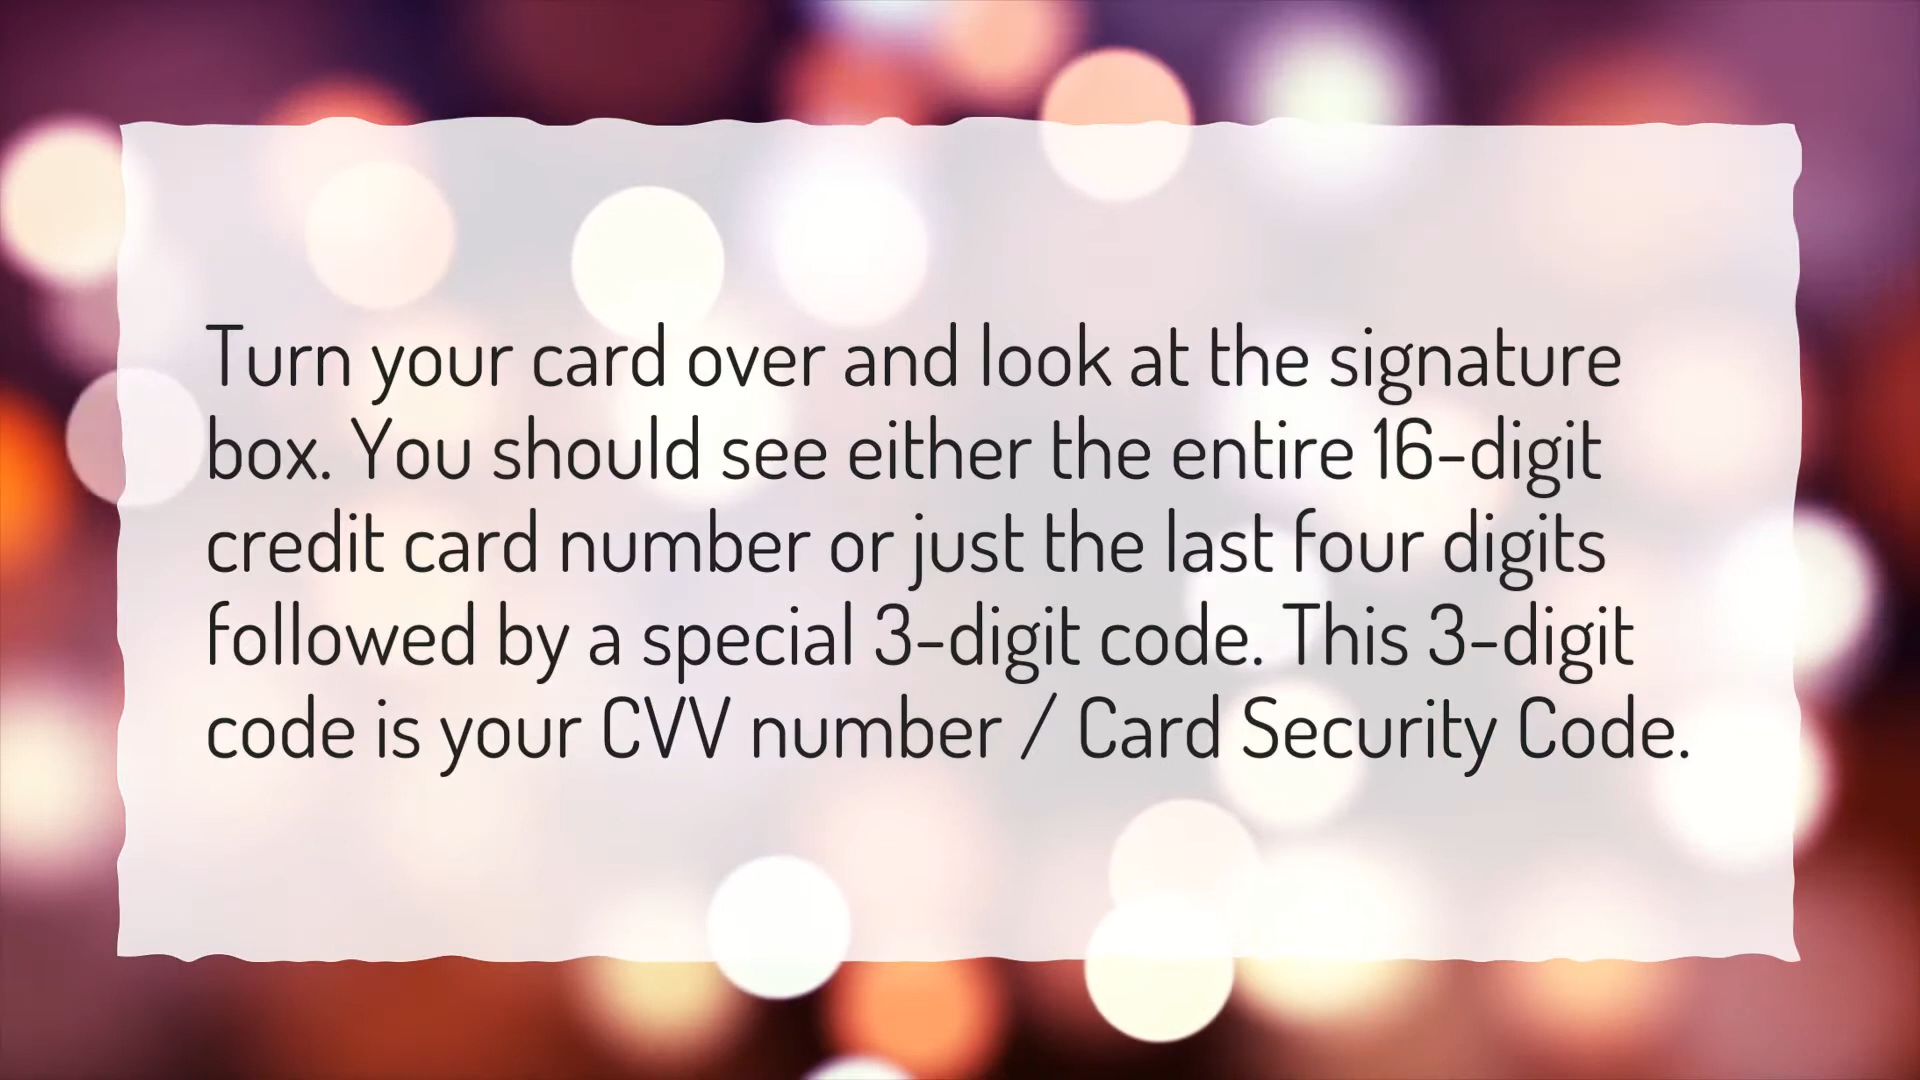 Turn your card over and look at the signature
box. You should see either the entire 16-digit
credit card number or just the last four digits
followed by a special 3-digit code. This 3-digit
code is your CVV number / Card Security Code.